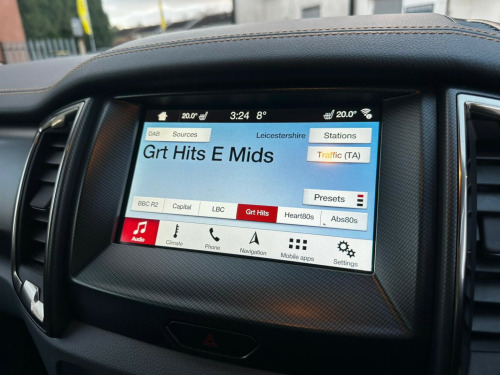 20.0° 3:24 8° 20.0°
DAB Sources Leicestershire Stations
Grt Hits E Mids
Traffic (TA)
Presets
BBC R2 Capital LBC Grt Hits Heart80s Abs80s
Audio Climate Phone Navigation Mobile apps Settings